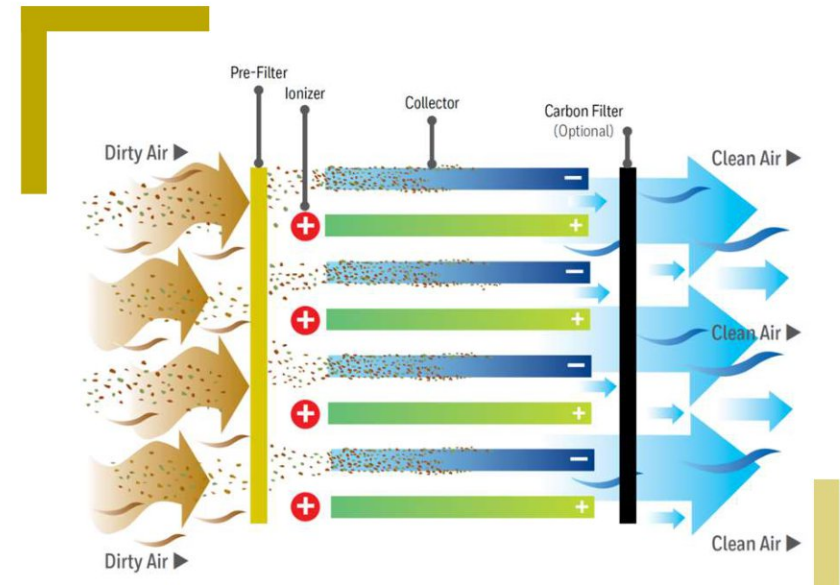 Pre-Filter
Ionizer
Collector
Carbon Filter
(Optional)
Dirty Air ▶
Clean Air ▶
−
+
+
−
+
+
Clean Air ▶
−
+
+
−
+
+
Clean Air ▶
Dirty Air ▶